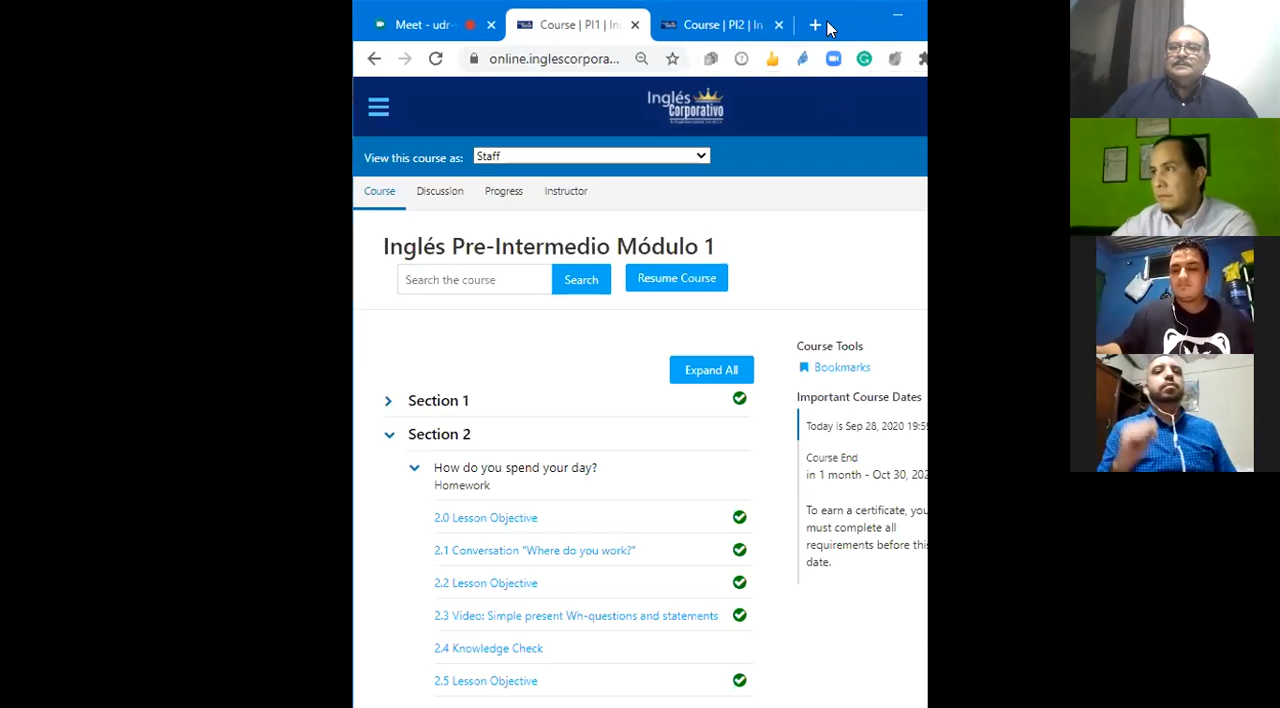 Meet - udr-
Course | PI1 | In
Course | PI2 | In
online.inglescorpora...
Inglés
Corporativo
View this course as:
Staff
Course
Discussion
Progress
Instructor
Inglés Pre-Intermedio Módulo 1
Search the course
Search
Resume Course
Expand All
Course Tools
Bookmarks
Important Course Dates
Today is Sep 28, 2020 19:5
Course End
in 1 month - Oct 30, 202
To earn a certificate, you
must complete all
requirements before this
date.
Section 1
Section 2
How do you spend your day?
Homework
2.0 Lesson Objective
2.1 Conversation "Where do you work?"
2.2 Lesson Objective
2.3 Video: Simple present Wh-questions and statements
2.4 Knowledge Check
2.5 Lesson Objective